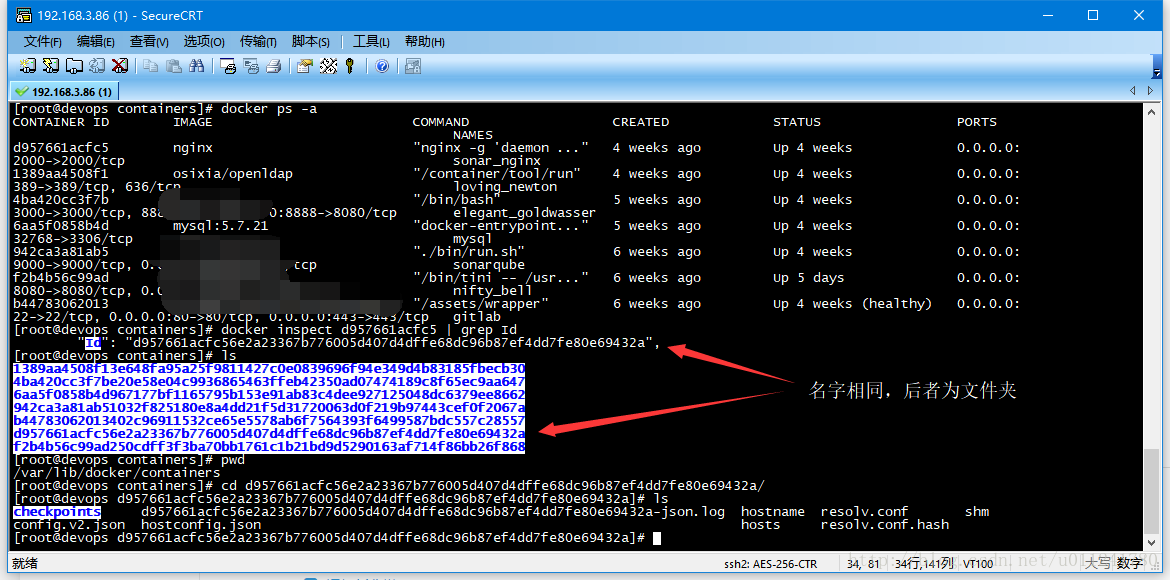 192.168.3.86 (1) - SecureCRT
文件(F) 编辑(E) 查看(V) 选项(O) 传输(T) 脚本(S) 工具(L) 帮助(H)
192.168.3.86 (1)
[root@devops containers]# docker ps -a
CONTAINER ID IMAGE COMMAND CREATED STATUS PORTS
NAMES
d957661acfc5 nginx "nginx -g 'daemon ..." 4 weeks ago Up 4 weeks 0.0.0.0:
2000->2000/tcp sonar_nginx
1389aa4508f1 osixia/openldap "/container/tool/run" 4 weeks ago Up 4 weeks 0.0.0.0:
389->389/tcp, 636/tcp loving_newton
4ba420cc3f7b "/bin/bash" 5 weeks ago Up 4 weeks 0.0.0.0:
3000->3000/tcp, 888 0:8888->8080/tcp elegant_goldwasser
6aa5f0858b4d mysql:5.7.21 "docker-entrypoint..." 5 weeks ago Up 4 weeks 0.0.0.0:
32768->3306/tcp mysql
942ca3a81ab5 "./bin/run.sh" 6 weeks ago Up 4 weeks 0.0.0.0:
9000->9000/tcp, 0. tcp sonarqube
f2b4b56c99ad "/bin/tini -- /usr..." 6 weeks ago Up 5 days 0.0.0.0:
8080->8080/tcp, 0.0 nifty_bell
b44783062013 "/assets/wrapper" 6 weeks ago Up 4 weeks (healthy) 0.0.0.0:
22->22/tcp, 0.0.0.0:80->80/tcp, 0.0.0.0:443->443/tcp gitlab
[root@devops containers]# docker inspect d957661acfc5 | grep Id
"Id": "d957661acfc56e2a23367b776005d407d4dffe68dc96b87ef4dd7fe80e69432a",
[root@devops containers]# ls
1389aa4508f13e648fa95a25f9811427c0e0839696f94e349d4b83185fbecb30
4ba420cc3f7be20e58e04c9936865463ffeb42350ad07474189c8f65ec9aa647
6aa5f0858b4d967177bf1165795b153e91ab83c4dee927125048dc6379ee8662
942ca3a81ab51032f825180e8a4dd21f5d31720063d0f219b97443cef0f2067a
b44783062013402c96911532ce65e5578ab6f7564393f6499587bdc557c28557
d957661acfc56e2a23367b776005d407d4dffe68dc96b87ef4dd7fe80e69432a
f2b4b56c99ad250cdff3f3ba70bb1761c1b21bd9d5290163af714f86bb26f868
名字相同，后者为文件夹
[root@devops containers]# pwd
/var/lib/docker/containers
[root@devops containers]# cd d957661acfc56e2a23367b776005d407d4dffe68dc96b87ef4dd7fe80e69432a/
[root@devops d957661acfc56e2a23367b776005d407d4dffe68dc96b87ef4dd7fe80e69432a]# ls
checkpoints d957661acfc56e2a23367b776005d407d4dffe68dc96b87ef4dd7fe80e69432a-json.log hostname resolv.conf shm
config.v2.json hostconfig.json hosts resolv.conf.hash
[root@devops d957661acfc56e2a23367b776005d407d4dffe68dc96b87ef4dd7fe80e69432a]#
就绪 ssh2: AES-256-CTR 34, 81 34行,141列 VT100 大写 数字